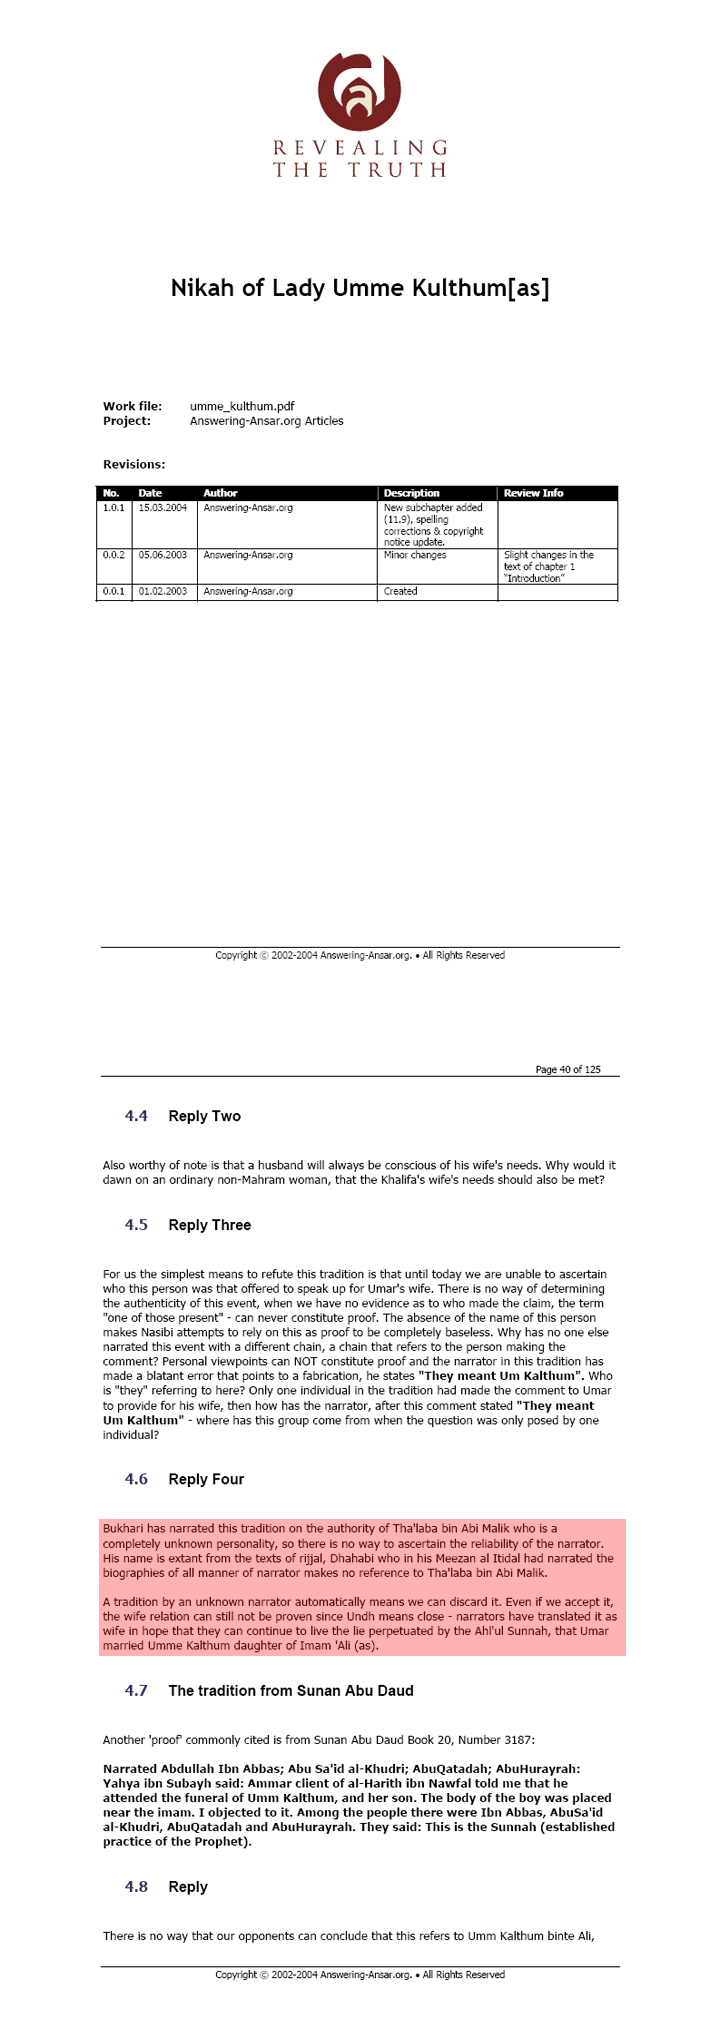 REVEALING
THE TRUTH
Nikah of Lady Umme Kulthum[as]
Work file: umme_kulthum.pdf
Project: Answering-Ansar.org Articles
Revisions:
No. Date Author Description Review Info
1.0.1 15.03.2004 Answering-Ansar.org New subchapter added
(11.9), spelling
corrections & copyright
notice update.
0.0.2 05.06.2003 Answering-Ansar.org Minor changes Slight changes in the
text of chapter 1
"Introduction"
0.0.1 01.02.2003 Answering-Ansar.org Created
Copyright © 2002-2004 Answering-Ansar.org. • All Rights Reserved
Page 40 of 125
4.4 Reply Two
Also worthy of note is that a husband will always be conscious of his wife's needs. Why would it
dawn on an ordinary non-Mahram woman, that the Khalifa's wife's needs should also be met?
4.5 Reply Three
For us the simplest means to refute this tradition is that until today we are unable to ascertain
who this person was that offered to speak up for Umar's wife. There is no way of determining
the authenticity of this event, when we have no evidence as to who made the claim, the term
"one of those present" - can never constitute proof. The absence of the name of this person
makes Nasibi attempts to rely on this as proof to be completely baseless. Why has no one else
narrated this event with a different chain, a chain that refers to the person making the
comment? Personal viewpoints can NOT constitute proof and the narrator in this tradition has
made a blatant error that points to a fabrication, he states "They meant Um Kalthum". Who
is "they" referring to here? Only one individual in the tradition had made the comment to Umar
to provide for his wife, then how has the narrator, after this comment stated "They meant
Um Kalthum" - where has this group come from when the question was only posed by one
individual?
4.6 Reply Four
Bukhari has narrated this tradition on the authority of Tha'laba bin Abi Malik who is a
completely unknown personality, so there is no way to ascertain the reliability of the narrator.
His name is extant from the texts of rijjal, Dhahabi who in his Meezan al Itidal had narrated the
biographies of all manner of narrator makes no reference to Tha'laba bin Abi Malik.
A tradition by an unknown narrator automatically means we can discard it. Even if we accept it,
the wife relation can still not be proven since Undh means close - narrators have translated it as
wife in hope that they can continue to live the lie perpetuated by the Ahl'ul Sunnah, that Umar
married Umme Kalthum daughter of Imam 'Ali (as).
4.7 The tradition from Sunan Abu Daud
Another 'proof' commonly cited is from Sunan Abu Daud Book 20, Number 3187:
Narrated Abdullah Ibn Abbas; Abu Sa'id al-Khudri; AbuQatadah; AbuHurayrah:
Yahya ibn Subayh said: Ammar client of al-Harith ibn Nawfal told me that he
attended the funeral of Umm Kalthum, and her son. The body of the boy was placed
near the imam. I objected to it. Among the people there were Ibn Abbas, AbuSa'id
al-Khudri, AbuQatadah and AbuHurayrah. They said: This is the Sunnah (established
practice of the Prophet).
4.8 Reply
There is no way that our opponents can conclude that this refers to Umm Kalthum binte Ali,
Copyright © 2002-2004 Answering-Ansar.org. • All Rights Reserved